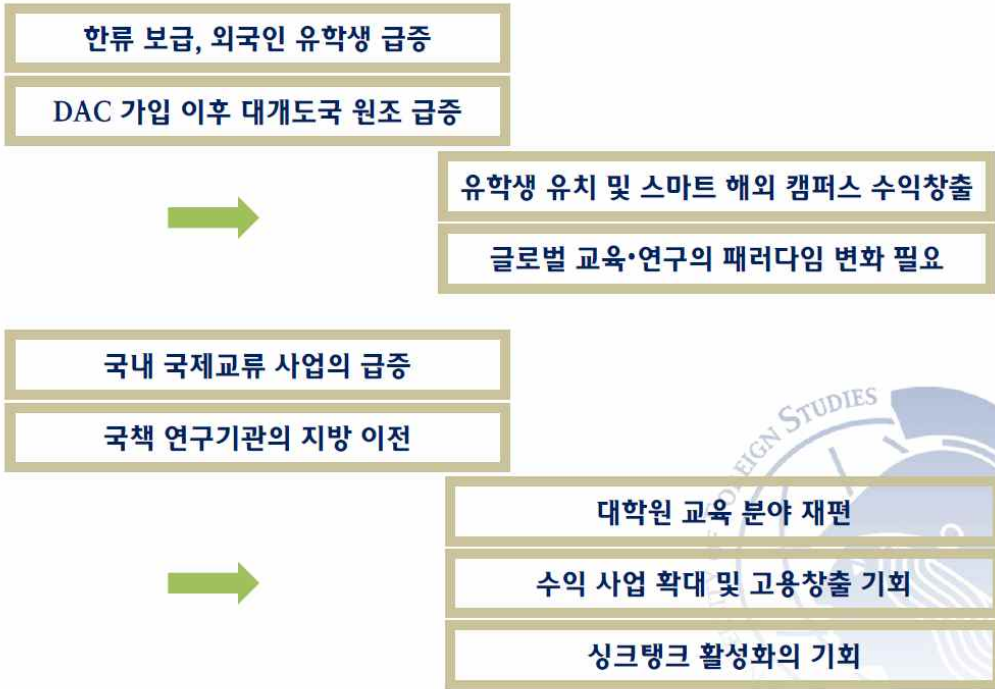 한류 보급, 외국인 유학생 급증
DAC 가입 이후 대개도국 원조 급증
유학생 유치 및 스마트 해외 캠퍼스 수익창출
글로벌 교육•연구의 패러다임 변화 필요
국내 국제교류 사업의 급증
국책 연구기관의 지방 이전
STUDIES
대학원 교육 분야 재편
수익 사업 확대 및 고용창출 기회
싱크탱크 활성화의 기회